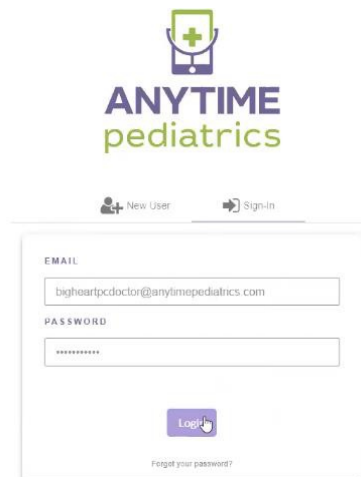 ANYTIME
pediatrics
New User
Sign-In
EMAIL
bigheartpcdoctor@anytimepediatrics.com
PASSWORD
•••••••••••
Login
Forgot your password?